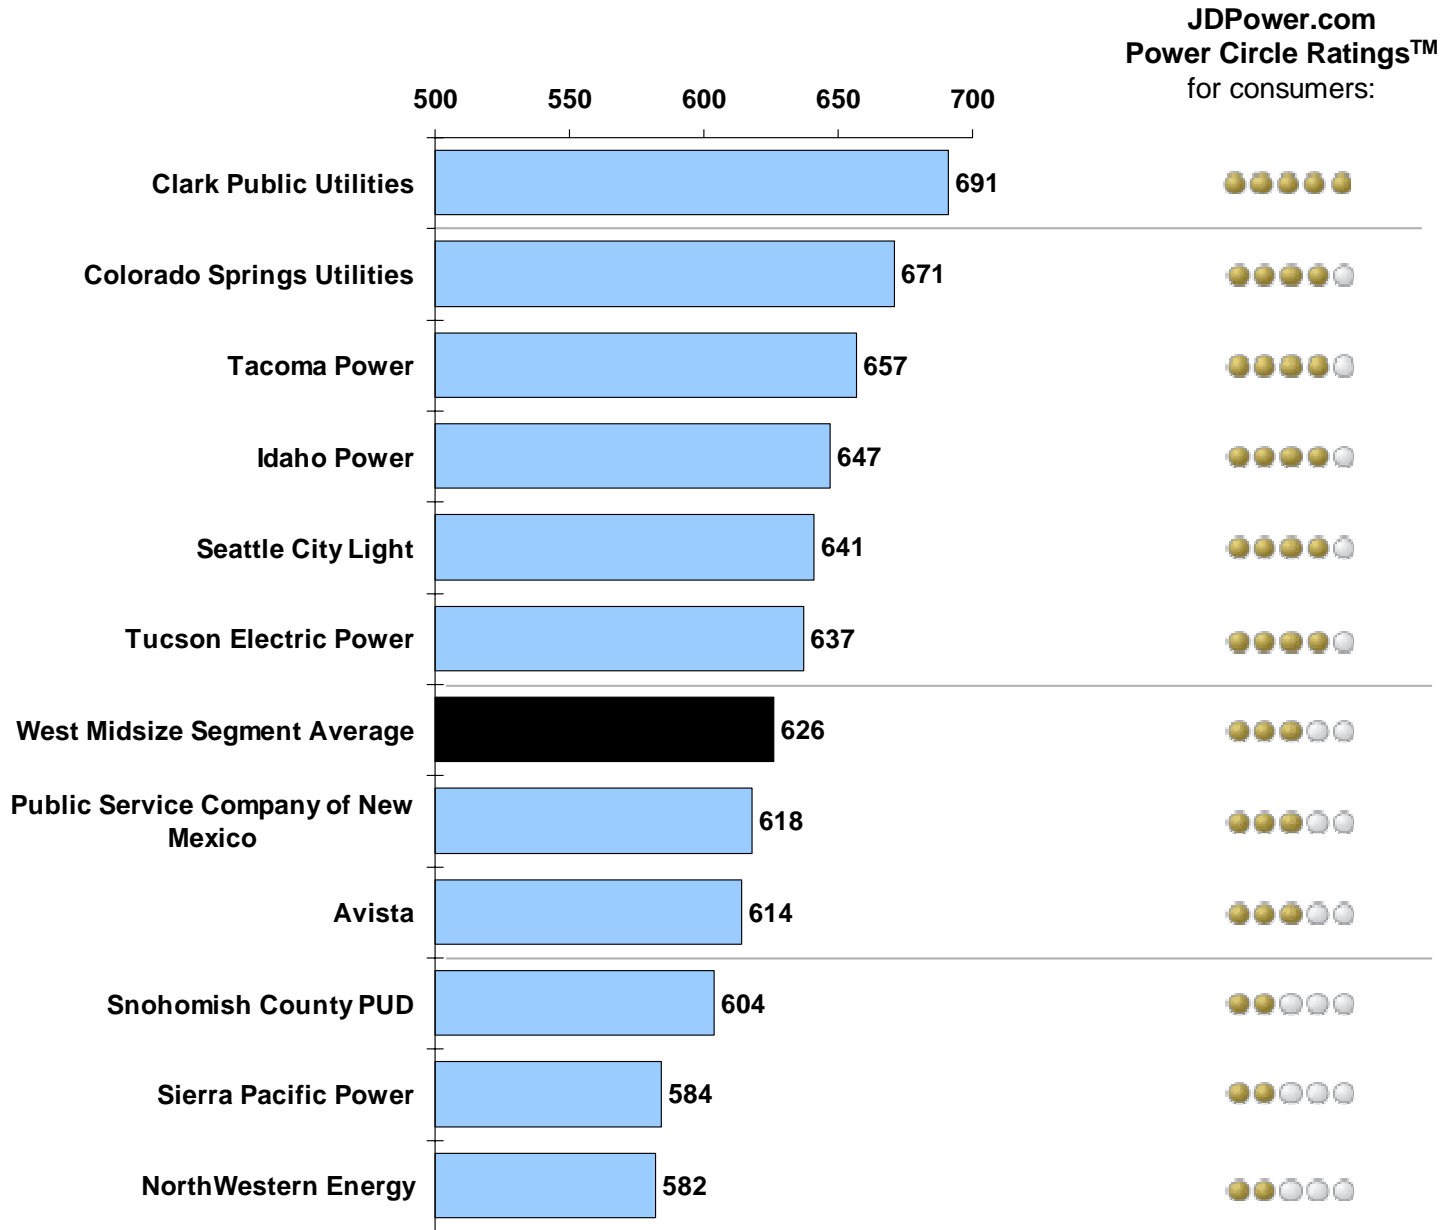 JDPower.com
Power Circle Ratings™
for consumers:
500 550 600 650 700
Clark Public Utilities 691
Colorado Springs Utilities 671
Tacoma Power 657
Idaho Power 647
Seattle City Light 641
Tucson Electric Power 637
West Midsize Segment Average 626
Public Service Company of New
Mexico
618
Avista 614
Snohomish County PUD 604
Sierra Pacific Power 584
NorthWestern Energy 582